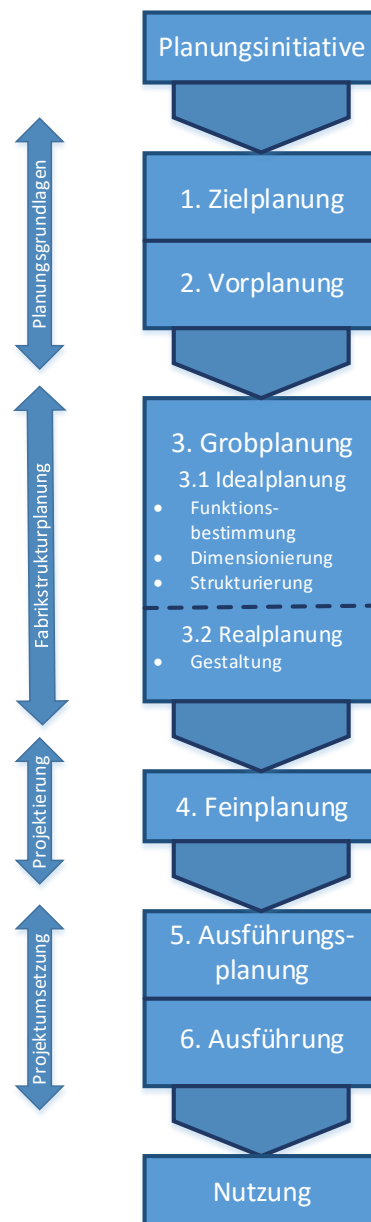 Planungsinitiative
Planungsgrundlagen
1. Zielplanung
2. Vorplanung
Fabrikstrukturplanung
3. Grobplanung
3.1 Idealplanung
• Funktions-
bestimmung
• Dimensionierung
• Strukturierung
3.2 Realplanung
• Gestaltung
Projektierung
4. Feinplanung
Projektumsetzung
5. Ausführungs-
planung
6. Ausführung
Nutzung